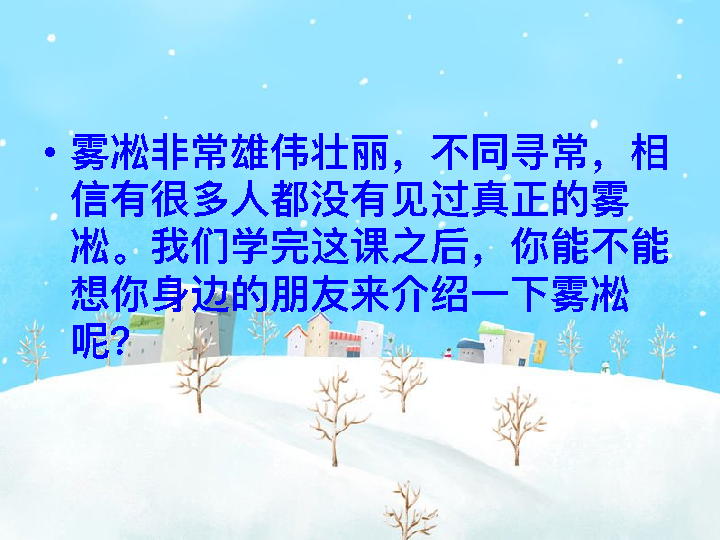 • 雾凇非常雄伟壮丽，不同寻常，相
信有很多人都没有见过真正的雾
凇。我们学完这课之后，你能不能
想你身边的朋友来介绍一下雾凇
呢？